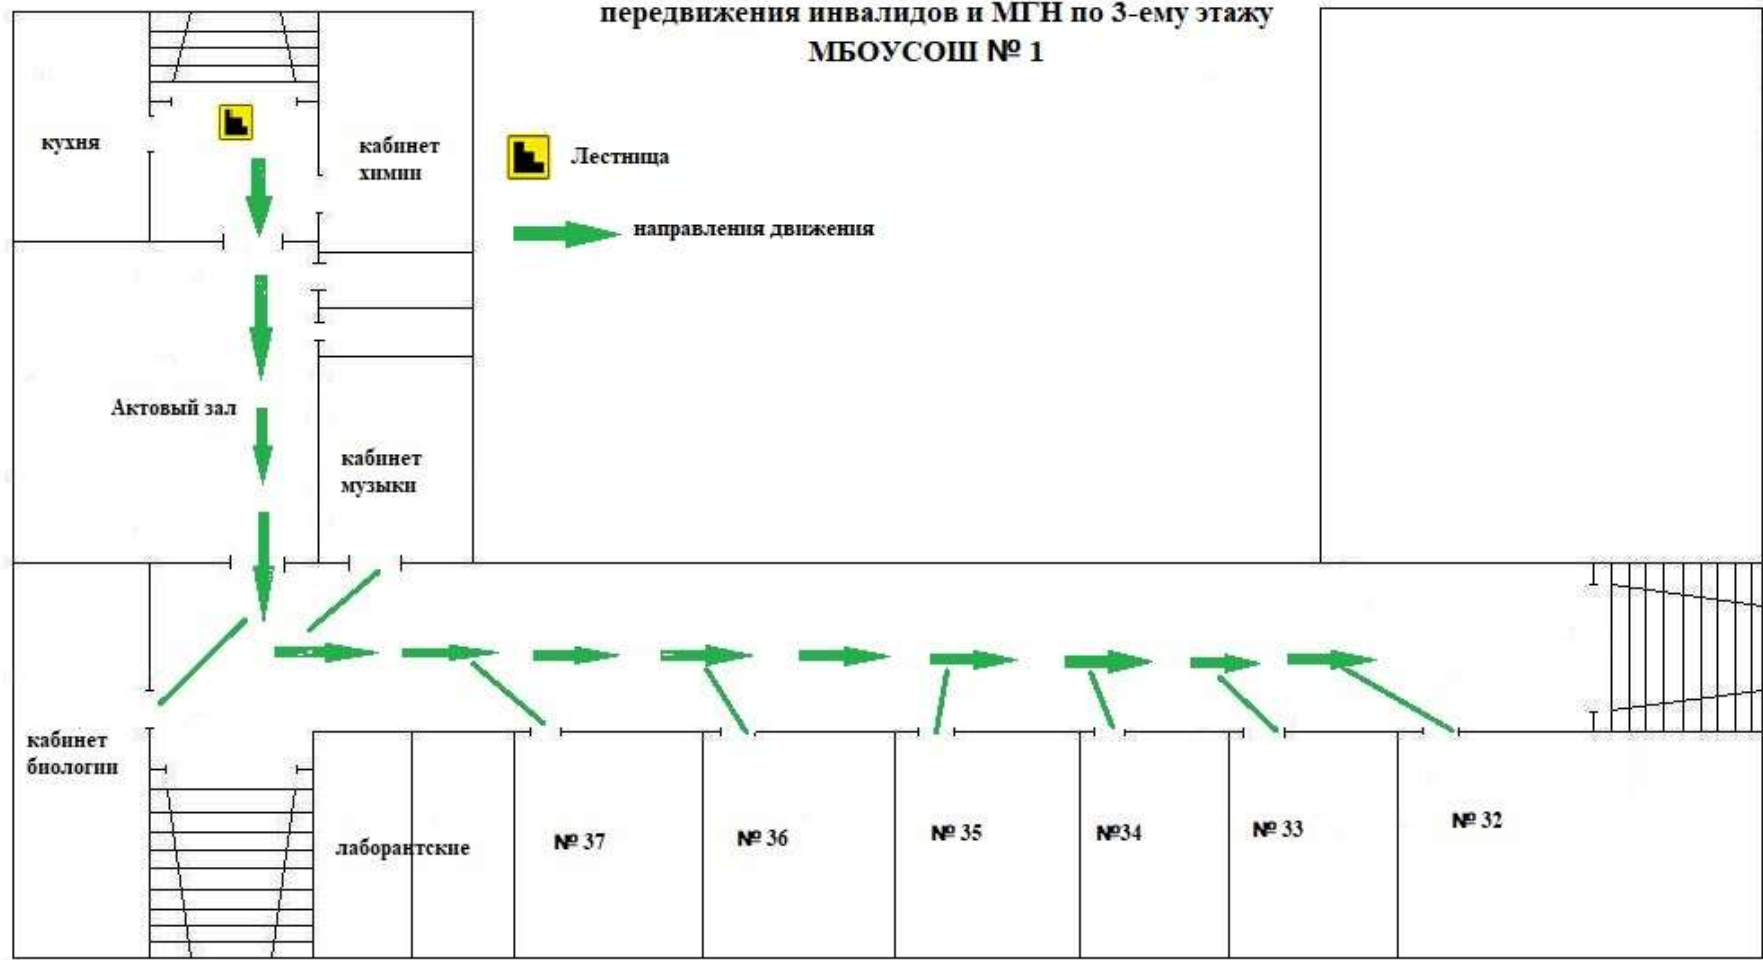 передвижения инвалидов и МГН по 3-ему этажу
МБОУСОШ № 1
кухня
кабинет
химии
Лестница
направления движения
Актовый зал
кабинет
музыки
кабинет
биологии
лаборантские
№ 37
№ 36
№ 35
№34
№ 33
№ 32